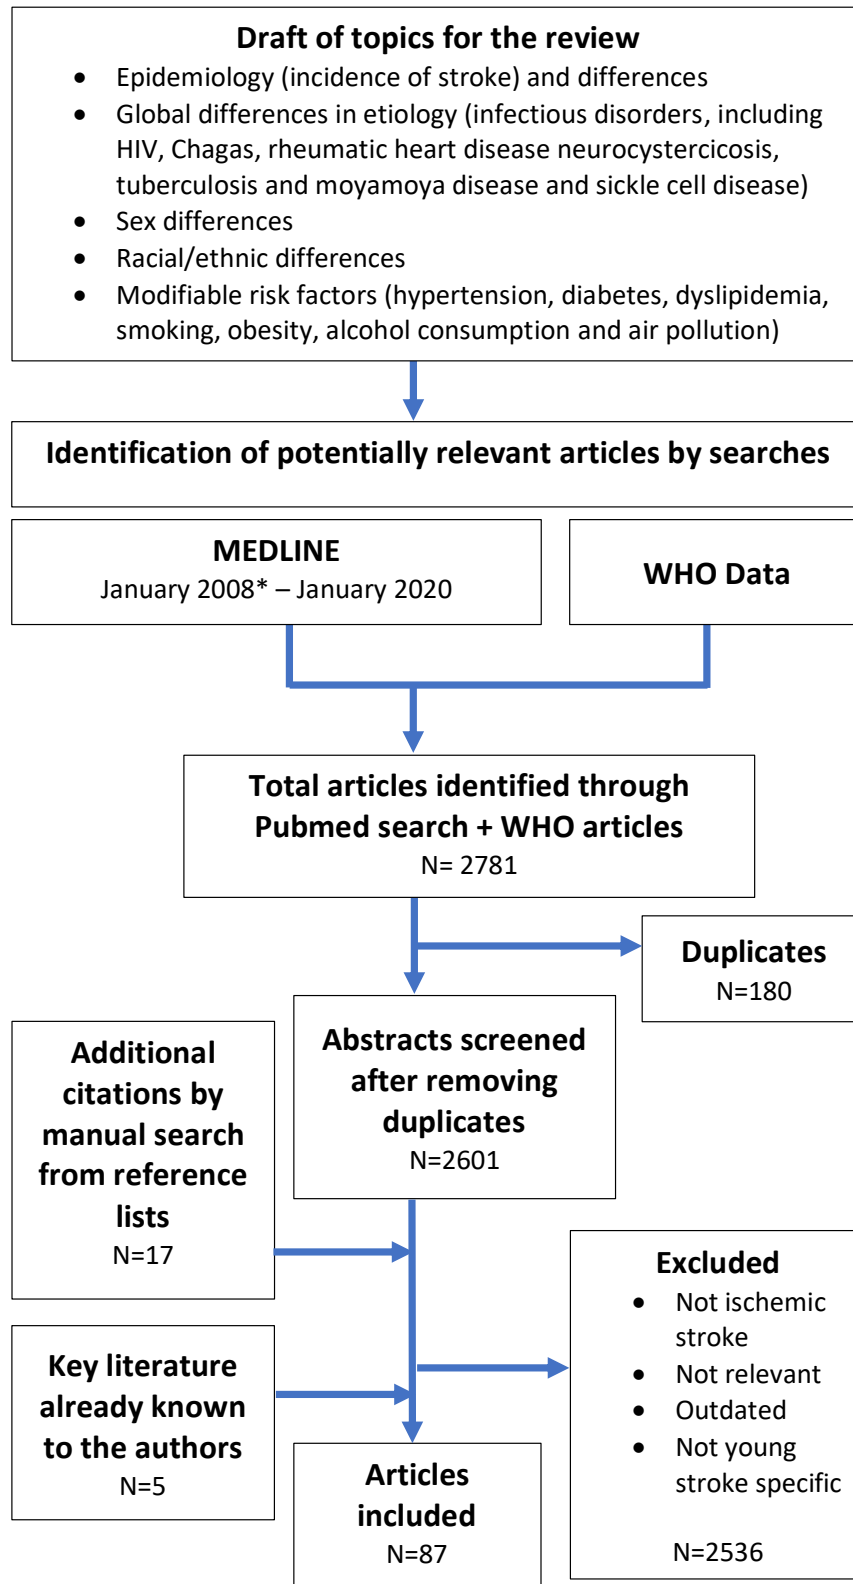 Draft of topics for the review
• Epidemiology (incidence of stroke) and differences
• Global differences in etiology (infectious disorders, including
HIV, Chagas, rheumatic heart disease neurocystercicosis,
tuberculosis and moyamoya disease and sickle cell disease)
• Sex differences
• Racial/ethnic differences
• Modifiable risk factors (hypertension, diabetes, dyslipidemia,
smoking, obesity, alcohol consumption and air pollution)
Identification of potentially relevant articles by searches
MEDLINE
January 2008* – January 2020
WHO Data
Total articles identified through
Pubmed search + WHO articles
N= 2781
Duplicates
N=180
Abstracts screened
after removing
duplicates
N=2601
Additional
citations by
manual search
from reference
lists
N=17
Excluded
• Not ischemic
stroke
• Not relevant
• Outdated
• Not young
stroke specific
N=2536
Key literature
already known
to the authors
N=5
Articles
included
N=87